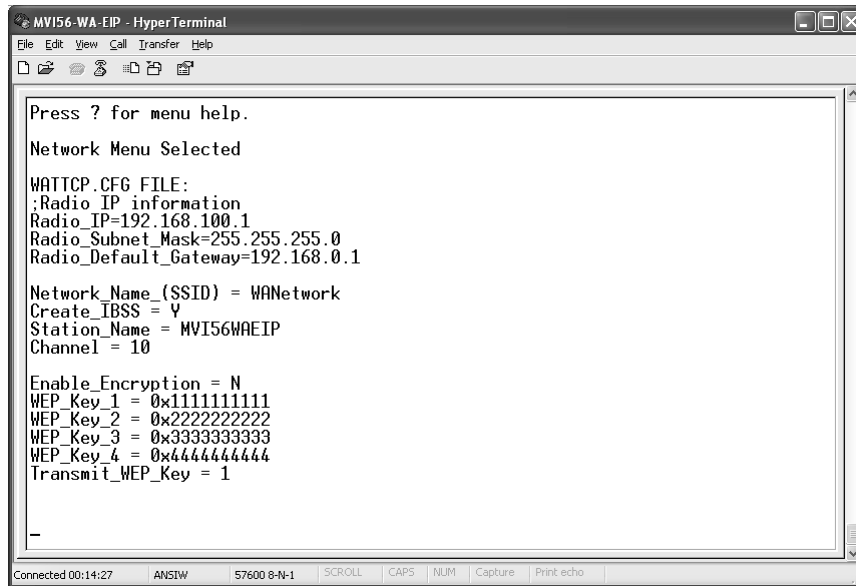 MVI56-WA-EIP - HyperTerminal
File Edit View Call Transfer Help
Press ? for menu help.
Network Menu Selected
WATTCP.CFG FILE:
;Radio IP information
Radio_IP=192.168.100.1
Radio_Subnet_Mask=255.255.255.0
Radio_Default_Gateway=192.168.0.1
Network_Name_(SSID) = WANetwork
Create_IBSS = Y
Station_Name = MVI56WAEIP
Channel = 10
Enable_Encryption = N
WEP_Key_1 = 0x1111111111
WEP_Key_2 = 0x2222222222
WEP_Key_3 = 0x3333333333
WEP_Key_4 = 0x4444444444
Transmit_WEP_Key = 1
_
Connected 00:14:27 ANSIW 57600 8-N-1 SCROLL CAPS NUM Capture Print echo